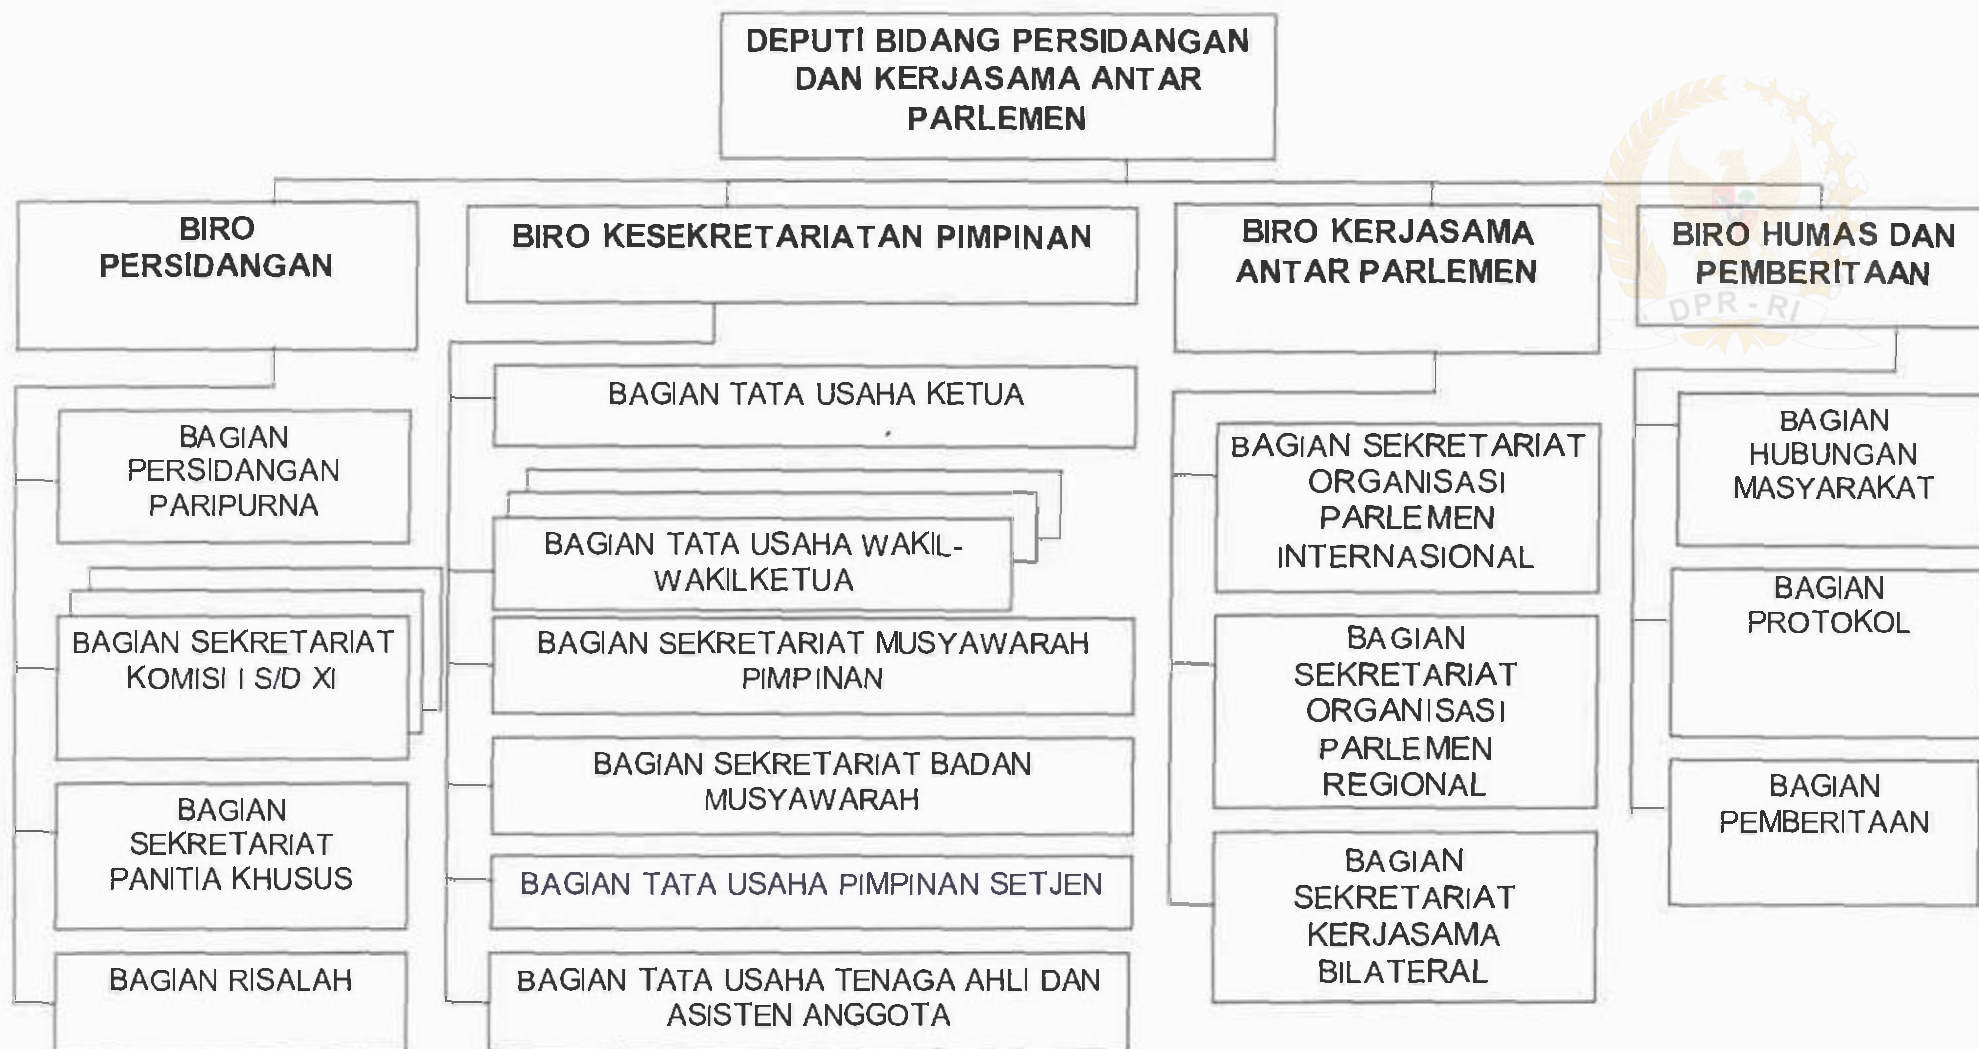 DEPUTI BIDANG PERSIDANGAN
DAN KERJASAMA ANTAR
PARLEMEN
BIRO
PERSIDANGAN
BAGIAN
PERSIDANGAN
PARIPURNA
BAGIAN SEKRETARIAT
KOMISI I S/D XI
BAGIAN
SEKRETARIAT
PANITIA KHUSUS
BAGIAN RISALAH
BIRO KESEKRETARIATAN PIMPINAN
BAGIAN TATA USAHA KETUA
BAGIAN TATA USAHA WAKIL-
WAKILKETUA
BAGIAN SEKRETARIAT MUSYAWARAH
PIMPINAN
BAGIAN SEKRETARIAT BADAN
MUSYAWARAH
BAGIAN TATA USAHA PIMPINAN SETJEN
BAGIAN TATA USAHA TENAGA AHLI DAN
ASISTEN ANGGOTA
BIRO KERJASAMA
ANTAR PARLEMEN
BAGIAN SEKRETARIAT
ORGANISASI
PARLEMEN
INTERNASIONAL
BAGIAN
SEKRETARIAT
ORGANISASI
PARLEMEN
REGIONAL
BAGIAN
SEKRETARIAT
KERJASAMA
BILATERAL
BIRO HUMAS DAN
PEMBERITAAN
BAGIAN
HUBUNGAN
MASYARAKAT
BAGIAN
PROTOKOL
BAGIAN
PEMBERITAAN
DPR - RI